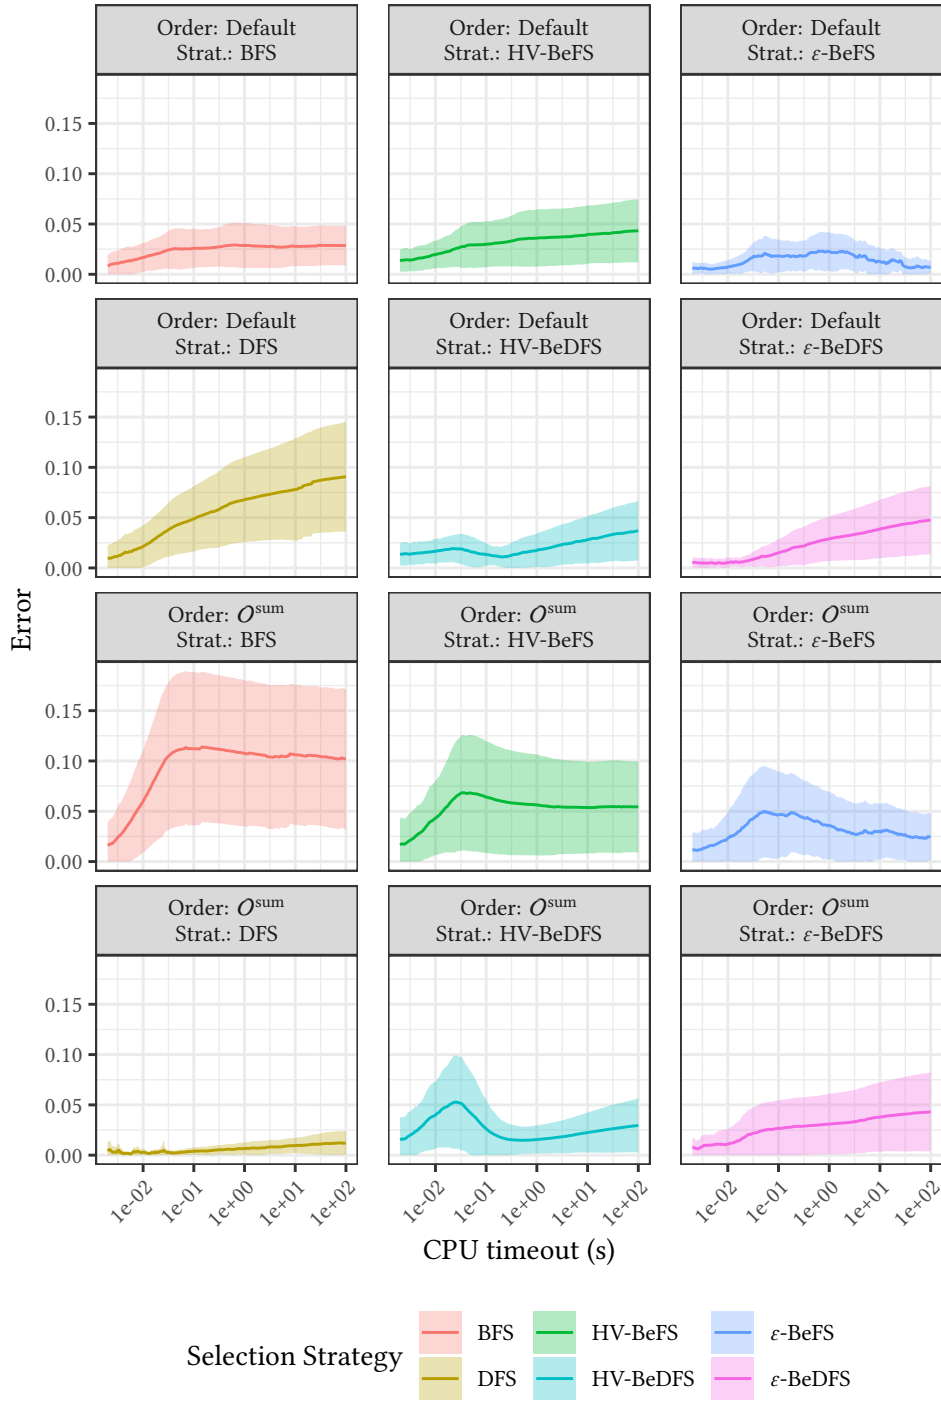 Order: Default
Strat.: BFS
Order: Default
Strat.: HV-BeFS
Order: Default
Strat.: ε-BeFS
0.15
0.10
0.05
0.00
Order: Default
Strat.: DFS
Order: Default
Strat.: HV-BeDFS
Order: Default
Strat.: ε-BeDFS
0.15
0.10
0.05
0.00
Error
Order: O^sum
Strat.: BFS
Order: O^sum
Strat.: HV-BeFS
Order: O^sum
Strat.: ε-BeFS
0.15
0.10
0.05
0.00
Order: O^sum
Strat.: DFS
Order: O^sum
Strat.: HV-BeDFS
Order: O^sum
Strat.: ε-BeDFS
0.15
0.10
0.05
0.00
1e-02 1e-01 1e+00 1e+01 1e+02
1e-02 1e-01 1e+00 1e+01 1e+02
1e-02 1e-01 1e+00 1e+01 1e+02
CPU timeout (s)
Selection Strategy
BFS HV-BeFS ε-BeFS
DFS HV-BeDFS ε-BeDFS